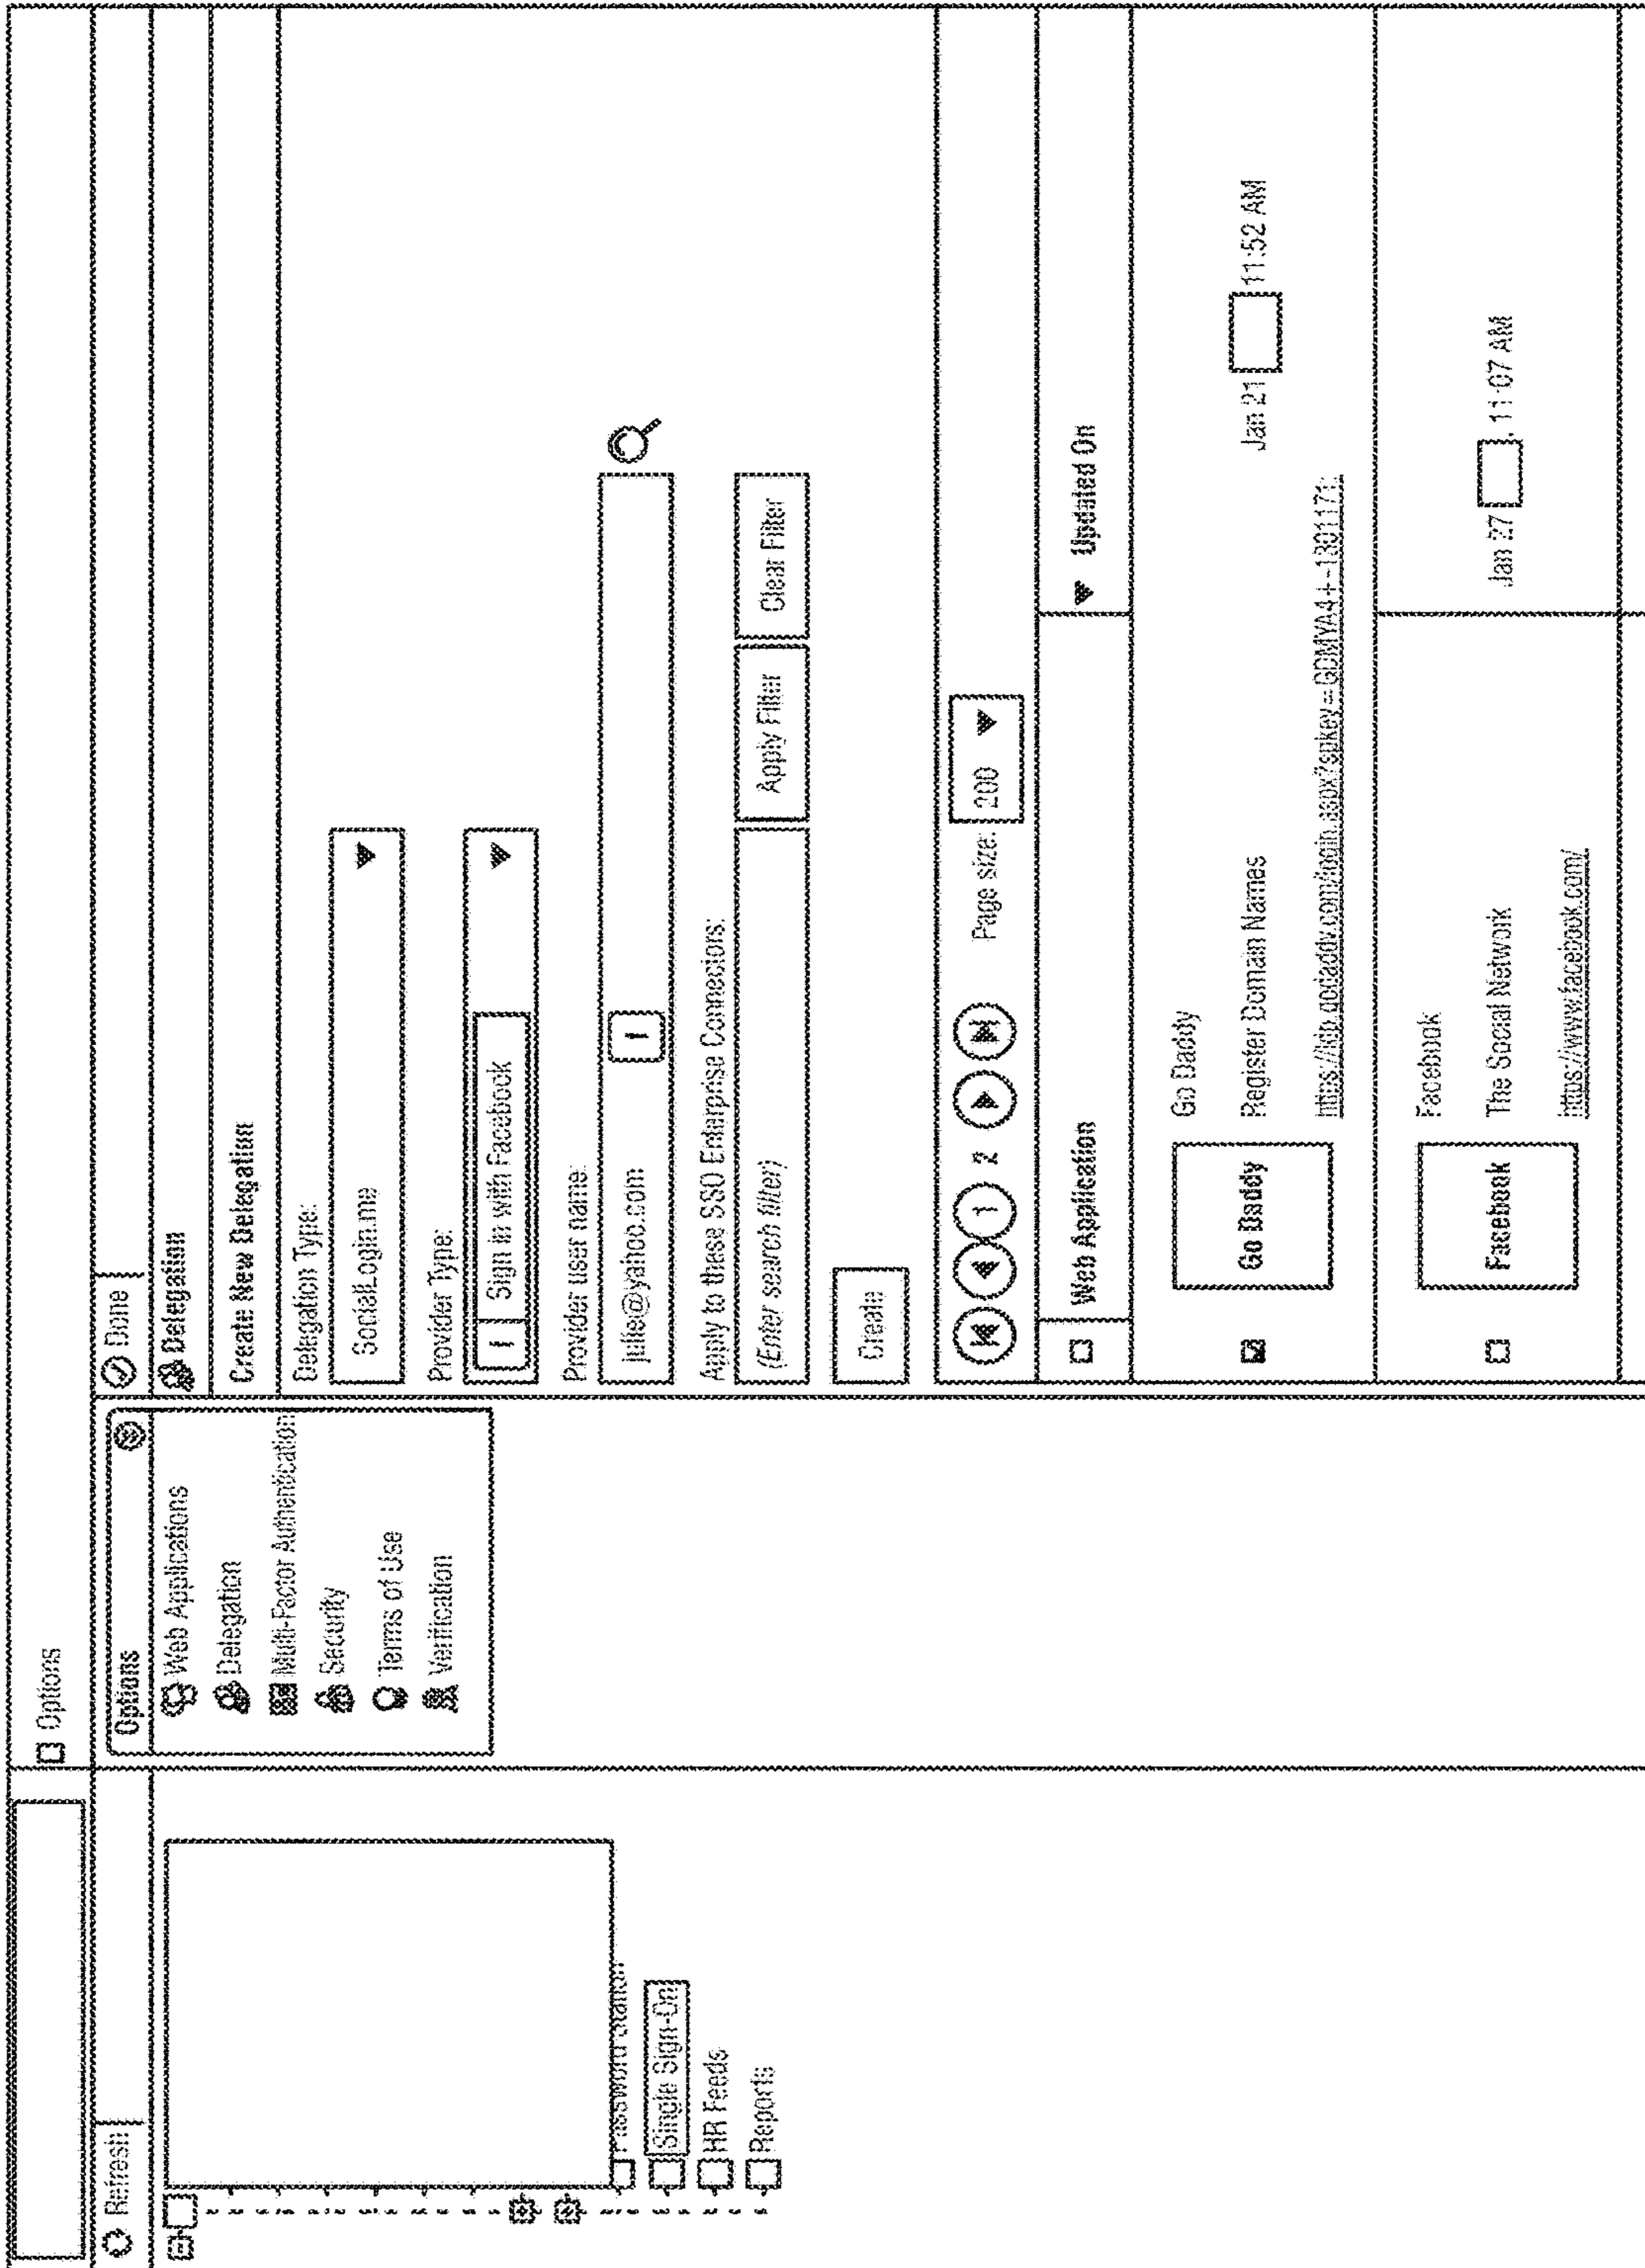 Options
Refresh
Password Station
Single Sign-On
HR Feeds
Reports
Options
Web Applications
Delegation
Multi-Factor Authentication
Security
Terms of Use
Verification
Done
Delegation
Create New Delegation
Delegation Type:
SocialLogin.me
Provider Type:
Sign in with Facebook
Provider user name:
julie@yahoo.com
Apply to these SSO Enterprise Connectors:
(Enter search filter) Apply Filter Clear Filter
Create
1 2 Page size: 200
Web Application Updated On
Go Daddy
Go Daddy
Register Domain Names
Jan 21 11:52 AM
Facebook
Facebook
The Social Network
https://www.facebook.com/
Jan 27 , 11:07 AM